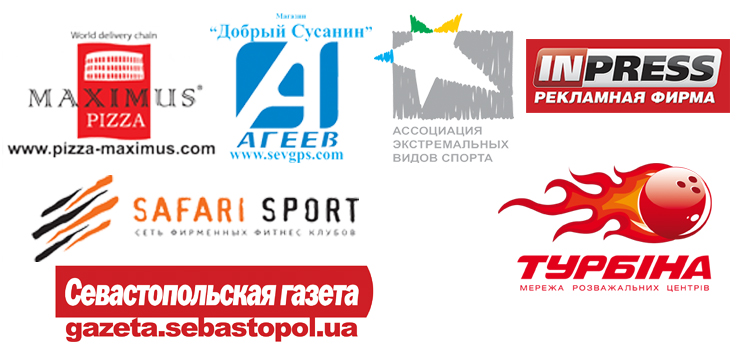 World delivery chain
MAXIMUS®
PIZZA
www.pizza-maximus.com
Магазин
“Добрый Сусанин”
АГЕЕВ
www.sevgps.com
АССОЦИАЦИЯ
ЭКСТРЕМАЛЬНЫХ
ВИДОВ СПОРТА
INPRESS
РЕКЛАМНАЯ ФИРМА
SAFARI SPORT
СЕТЬ ФИРМЕННЫХ ФИТНЕС КЛУБОВ
ТУРБІНА
МЕРЕЖА РОЗВАЖАЛЬНИХ ЦЕНТРІВ
Севастопольская газета
gazeta.sebastopol.ua